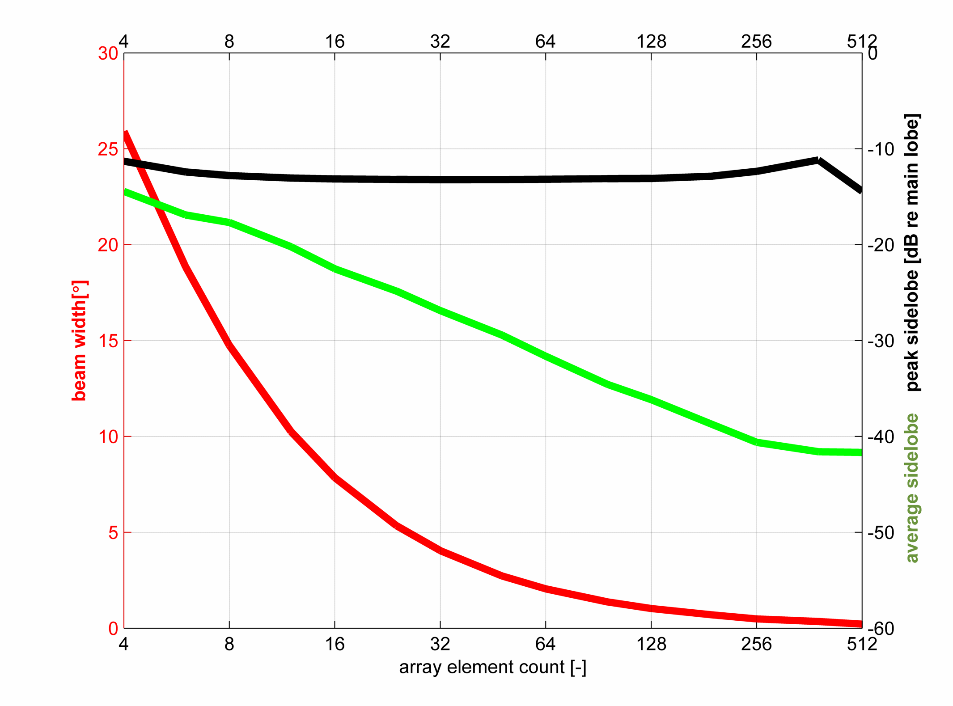 4 8 16 32 64 128 256 512
30 0
25 -10
20 -20
15 -30
10 -40
5 -50
0 -60
beam width[°]
average sidelobe peak sidelobe [dB re main lobe]
4 8 16 32 64 128 256 512
array element count [-]